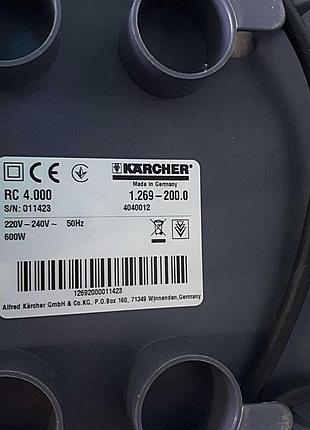 KÄRCHER
Made in Germany
RC 4.000 1.269-200.0
S/N: 011423 4040012
220V-240V~ 50Hz
600W
12692000011423
Alfred Kärcher GmbH & Co.KG, P.O.Box 160, 71349 Winnenden,Germany